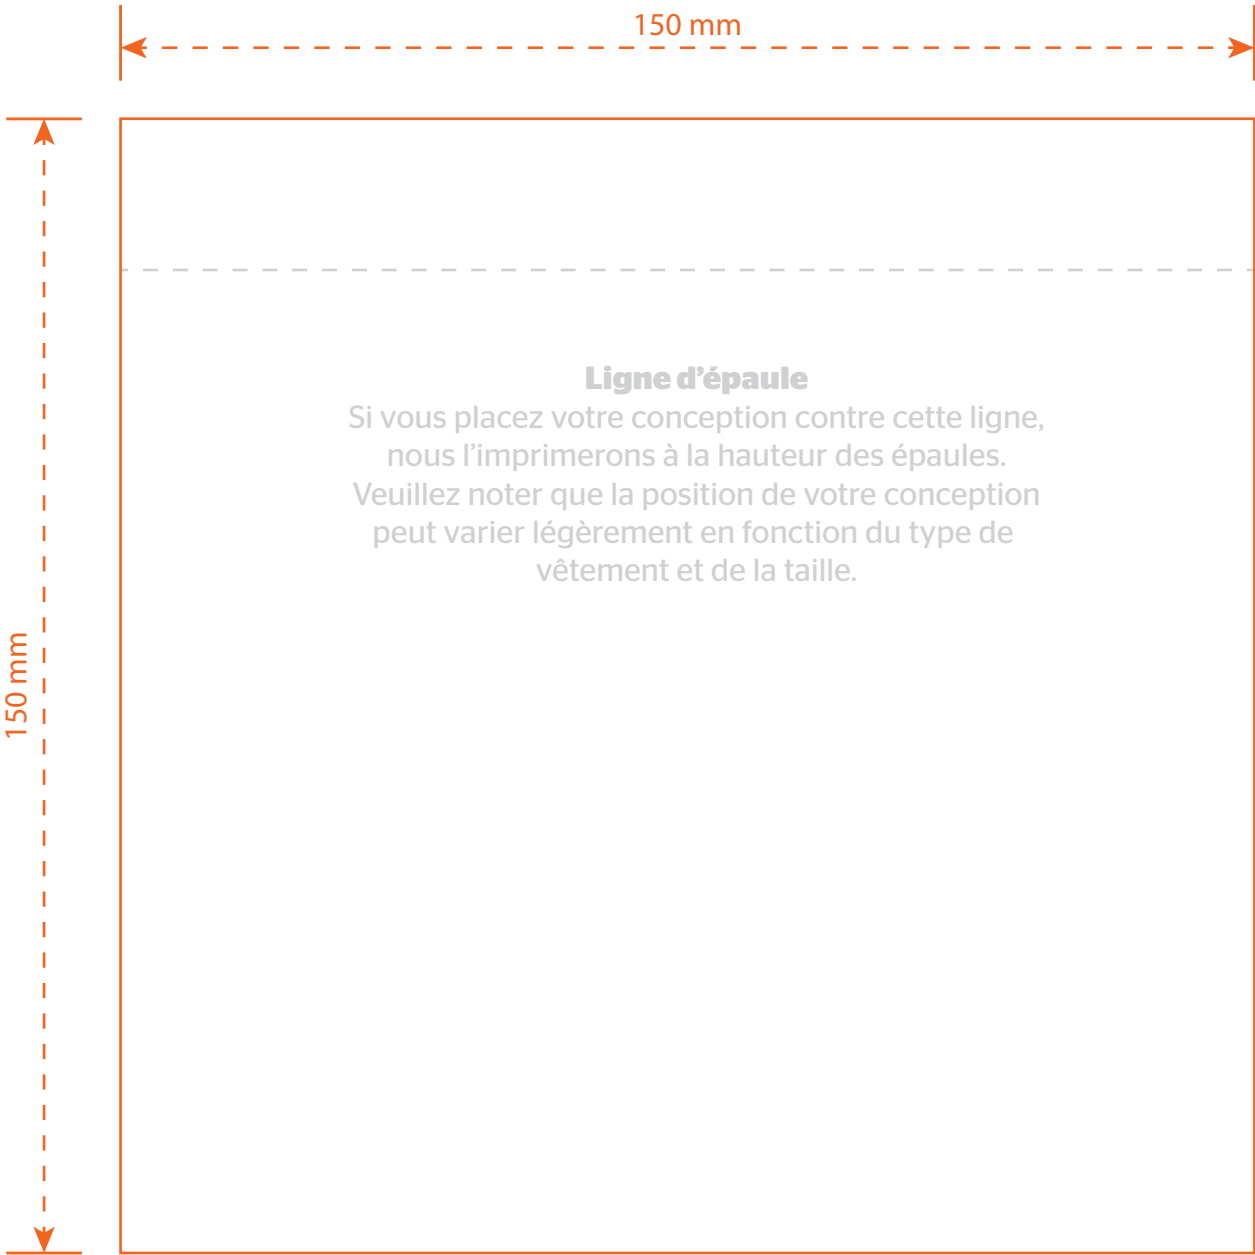 150 mm
150 mm
Ligne d’épaule
Si vous placez votre conception contre cette ligne,
nous l’imprimerons à la hauteur des épaules.
Veuillez noter que la position de votre conception
peut varier légèrement en fonction du type de
vêtement et de la taille.